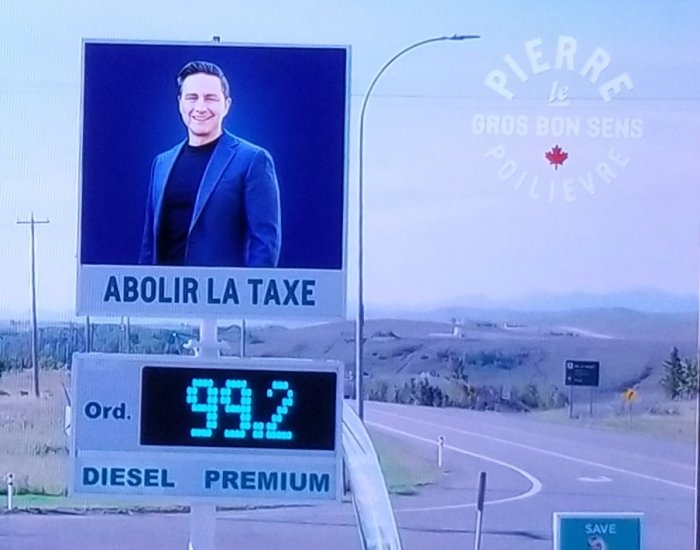 PIERRE
le
GROS BON SENS
POILIEVRE
ABOLIR LA TAXE
Ord. 99.2
DIESEL PREMIUM
SAVE